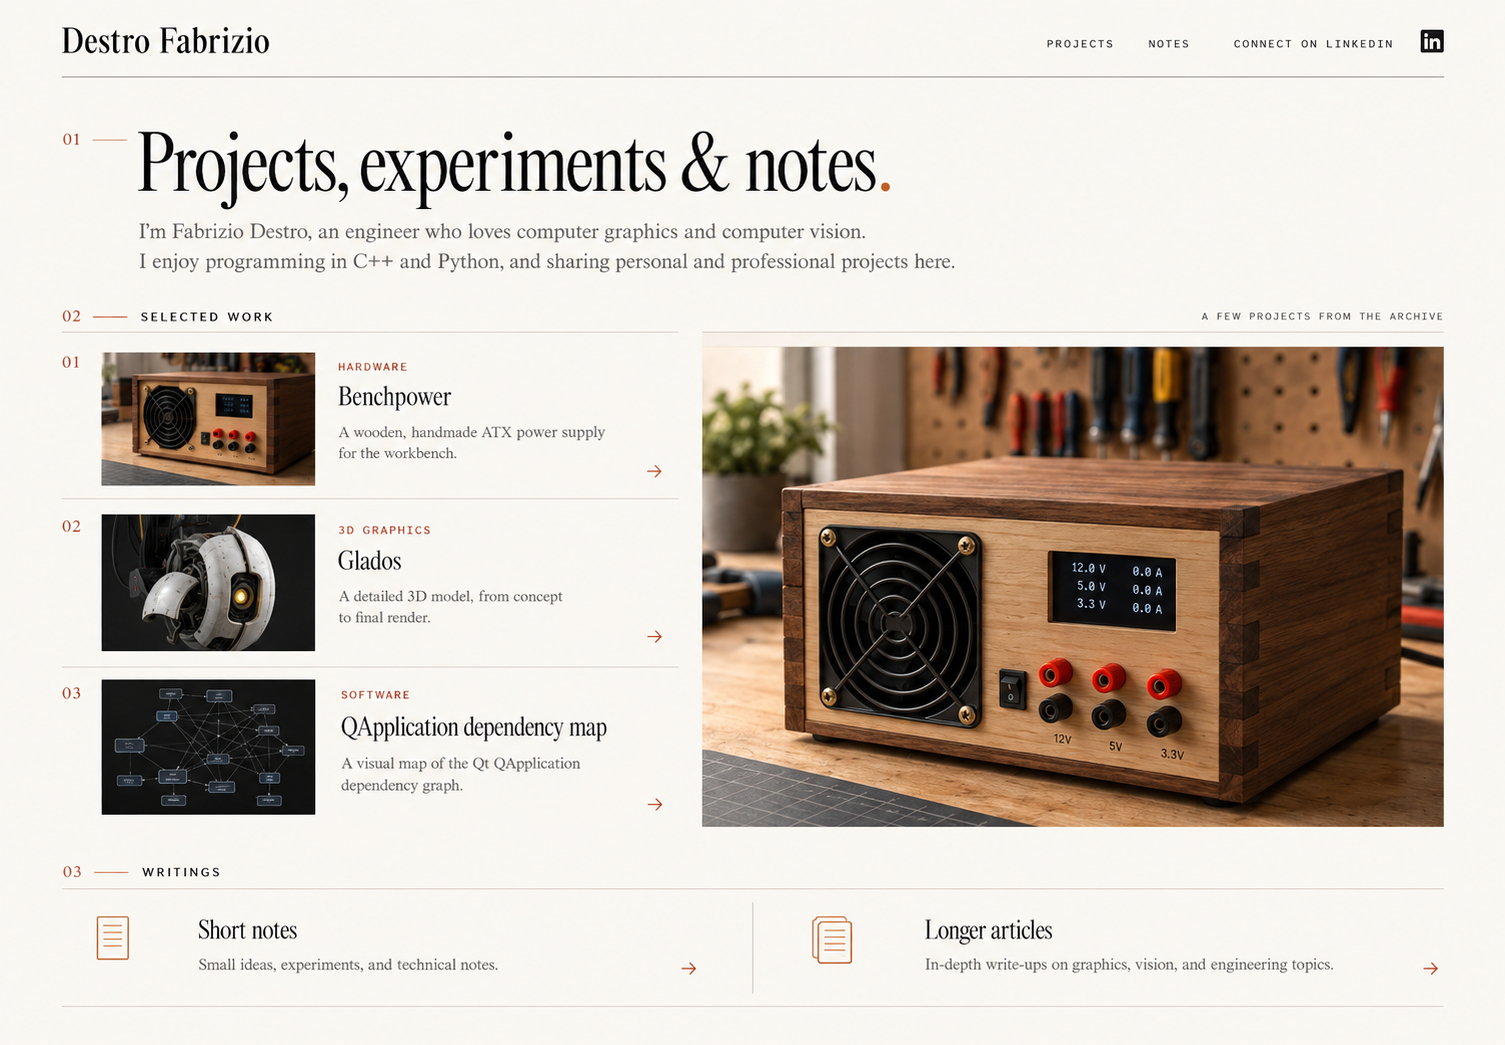 Destro Fabrizio
PROJECTS
NOTES
CONNECT ON LINKEDIN
in
01
Projects, experiments & notes.
I'm Fabrizio Destro, an engineer who loves computer graphics and computer vision.
I enjoy programming in C++ and Python, and sharing personal and professional projects here.
02
SELECTED WORK
A FEW PROJECTS FROM THE ARCHIVE
01
HARDWARE
Benchpower
A wooden, handmade ATX power supply
for the workbench.
02
3D GRAPHICS
Glados
A detailed 3D model, from concept
to final render.
03
SOFTWARE
QApplication dependency map
A visual map of the Qt QApplication
dependency graph.
12.0 V 0.0 A
5.0 V 0.0 A
3.3 V 0.0 A
12V
5V
3.3V
03
WRITINGS
Short notes
Small ideas, experiments, and technical notes.
Longer articles
In-depth write-ups on graphics, vision, and engineering topics.